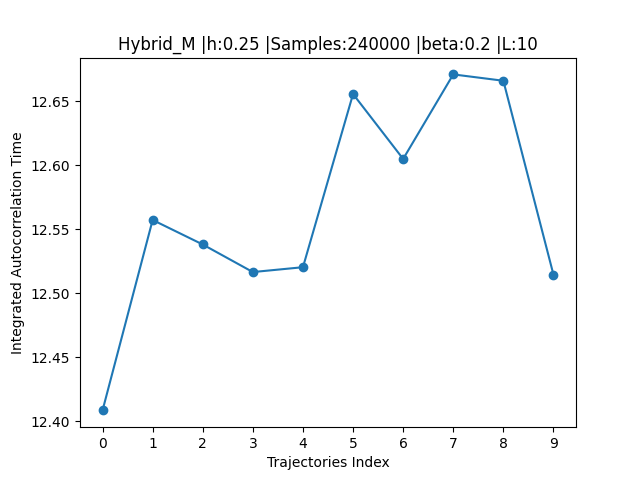 Hybrid_M |h:0.25 |Samples:240000 |beta:0.2 |L:10
Integrated Autocorrelation Time
12.65
12.60
12.55
12.50
12.45
12.40
0 1 2 3 4 5 6 7 8 9
Trajectories Index